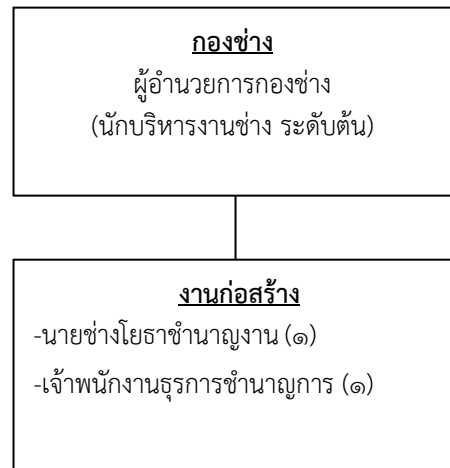 กองช่าง
ผู้อำนวยการกองช่าง
(นักบริหารงานช่าง ระดับต้น)
งานก่อสร้าง
-นายช่างโยธาชำนาญงาน (๑)
-เจ้าพนักงานธุรการชำนาญการ (๑)